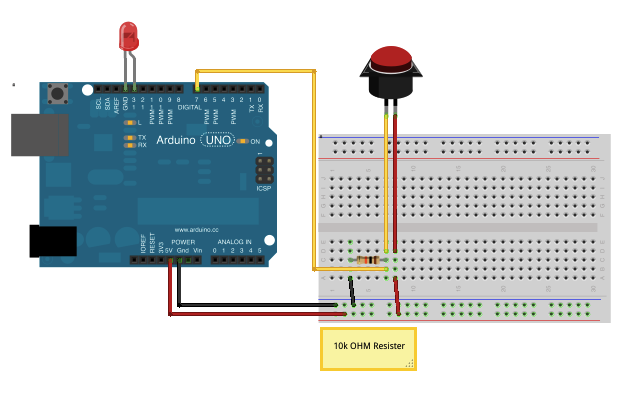 SCL
SDA
AREF
GND
13
12
11
PWM
10
PWM
9
PWM
8
7
6
PWM
5
PWM
4
3
PWM
2
1
TX
0
RX
DIGITAL
L
TX
RX
Arduino UNO
ON
1
ICSP
www.arduino.cc
POWER
ANALOG IN
IOREF
RESET
3V3
5V
Gnd
Vin
0 1 2 3 4 5
10k OHM Resister